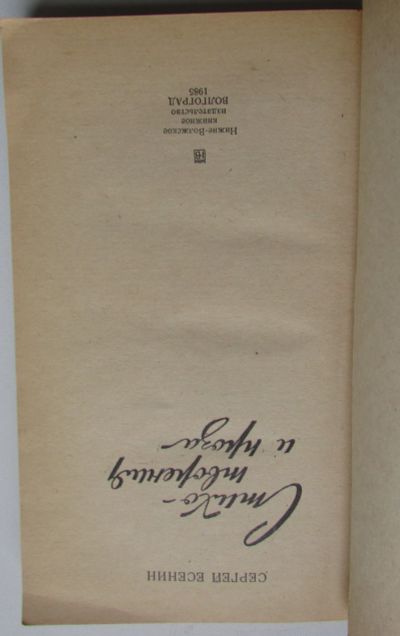 СЕРГЕЙ ЕСЕНИН
Стихо-
творения
и проза
Нижне-Волжское
книжное
издательство
ВОЛГОГРАД
1985